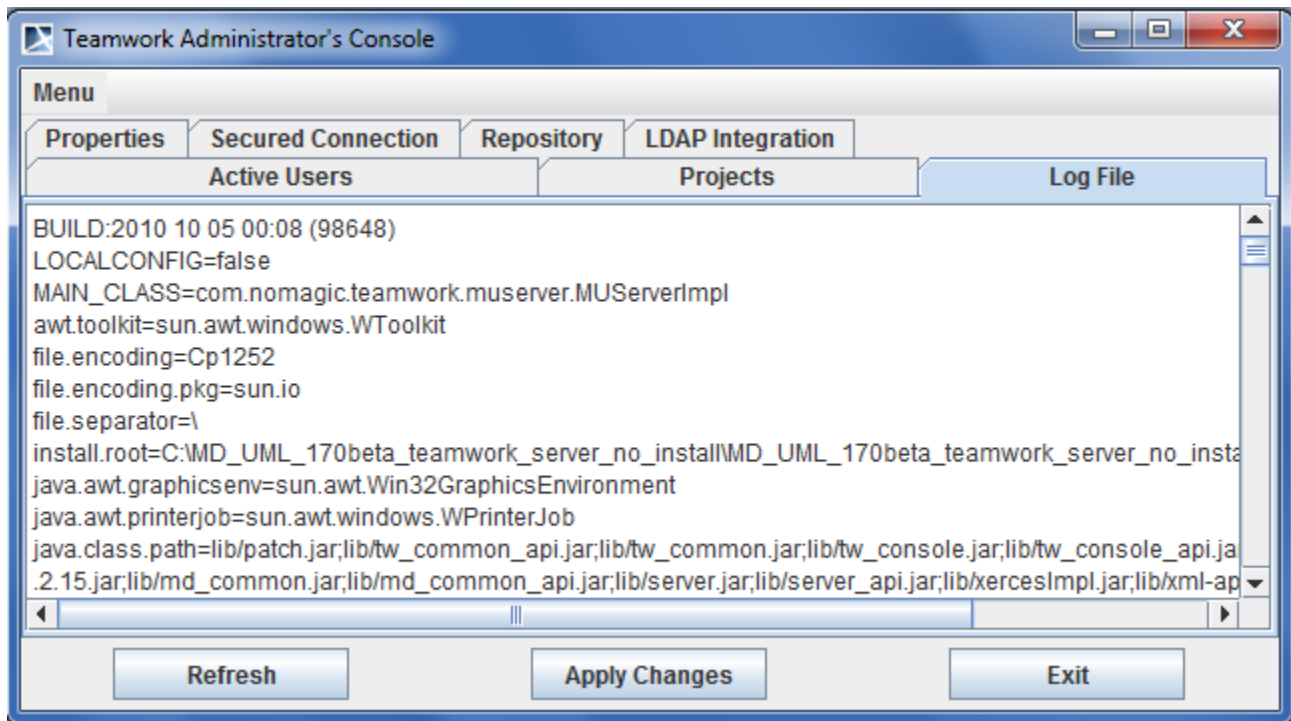 Teamwork Administrator's Console
Menu
Properties Secured Connection Repository LDAP Integration
Active Users Projects Log File
BUILD:2010 10 05 00:08 (98648)
LOCALCONFIG=false
MAIN_CLASS=com.nomagic.teamwork.muserver.MUServerImpl
awt.toolkit=sun.awt.windows.WToolkit
file.encoding=Cp1252
file.encoding.pkg=sun.io
file.separator=\
install.root=C:\MD_UML_170beta_teamwork_server_no_install\MD_UML_170beta_teamwork_server_no_insta
java.awt.graphicsenv=sun.awt.Win32GraphicsEnvironment
java.awt.printerjob=sun.awt.windows.WPrinterJob
java.class.path=lib/patch.jar;lib/tw_common_api.jar;lib/tw_common.jar;lib/tw_console.jar;lib/tw_console_api.ja
.2.15.jar;lib/md_common.jar;lib/md_common_api.jar;lib/server.jar;lib/server_api.jar;lib/xercesImpl.jar;lib/xml-ap
Refresh Apply Changes Exit